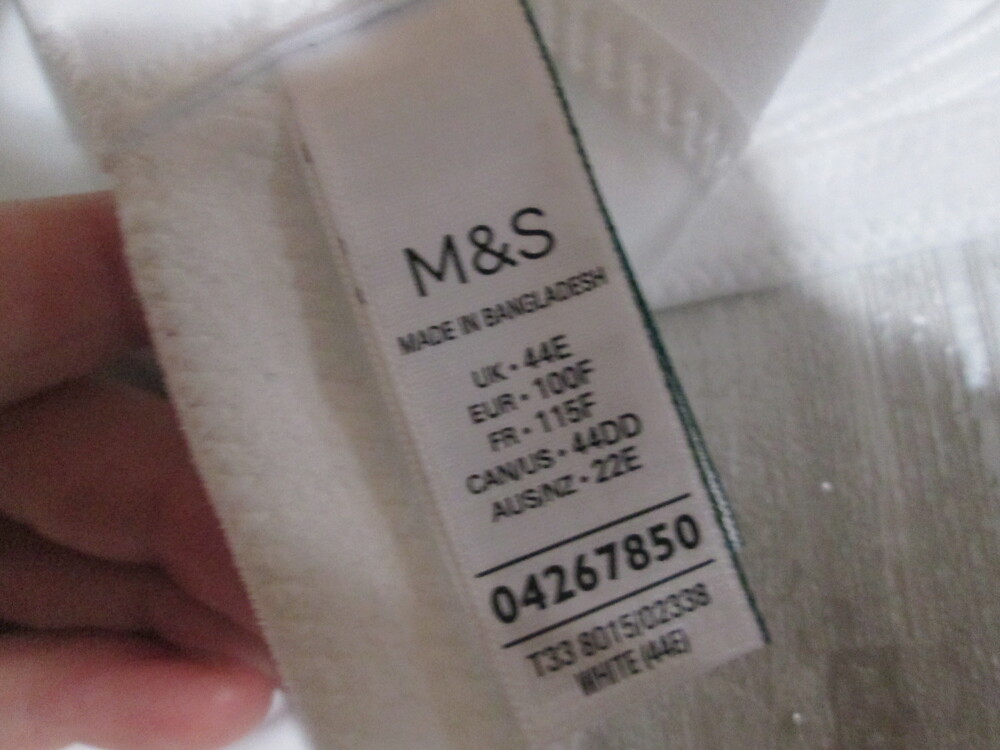 M&S
MADE IN BANGLADESH
UK • 44E
EUR • 100F
FR • 115F
CAN/US • 44DD
AUS/NZ • 22E
04267850
T33 8015/02338
WHITE (44E)